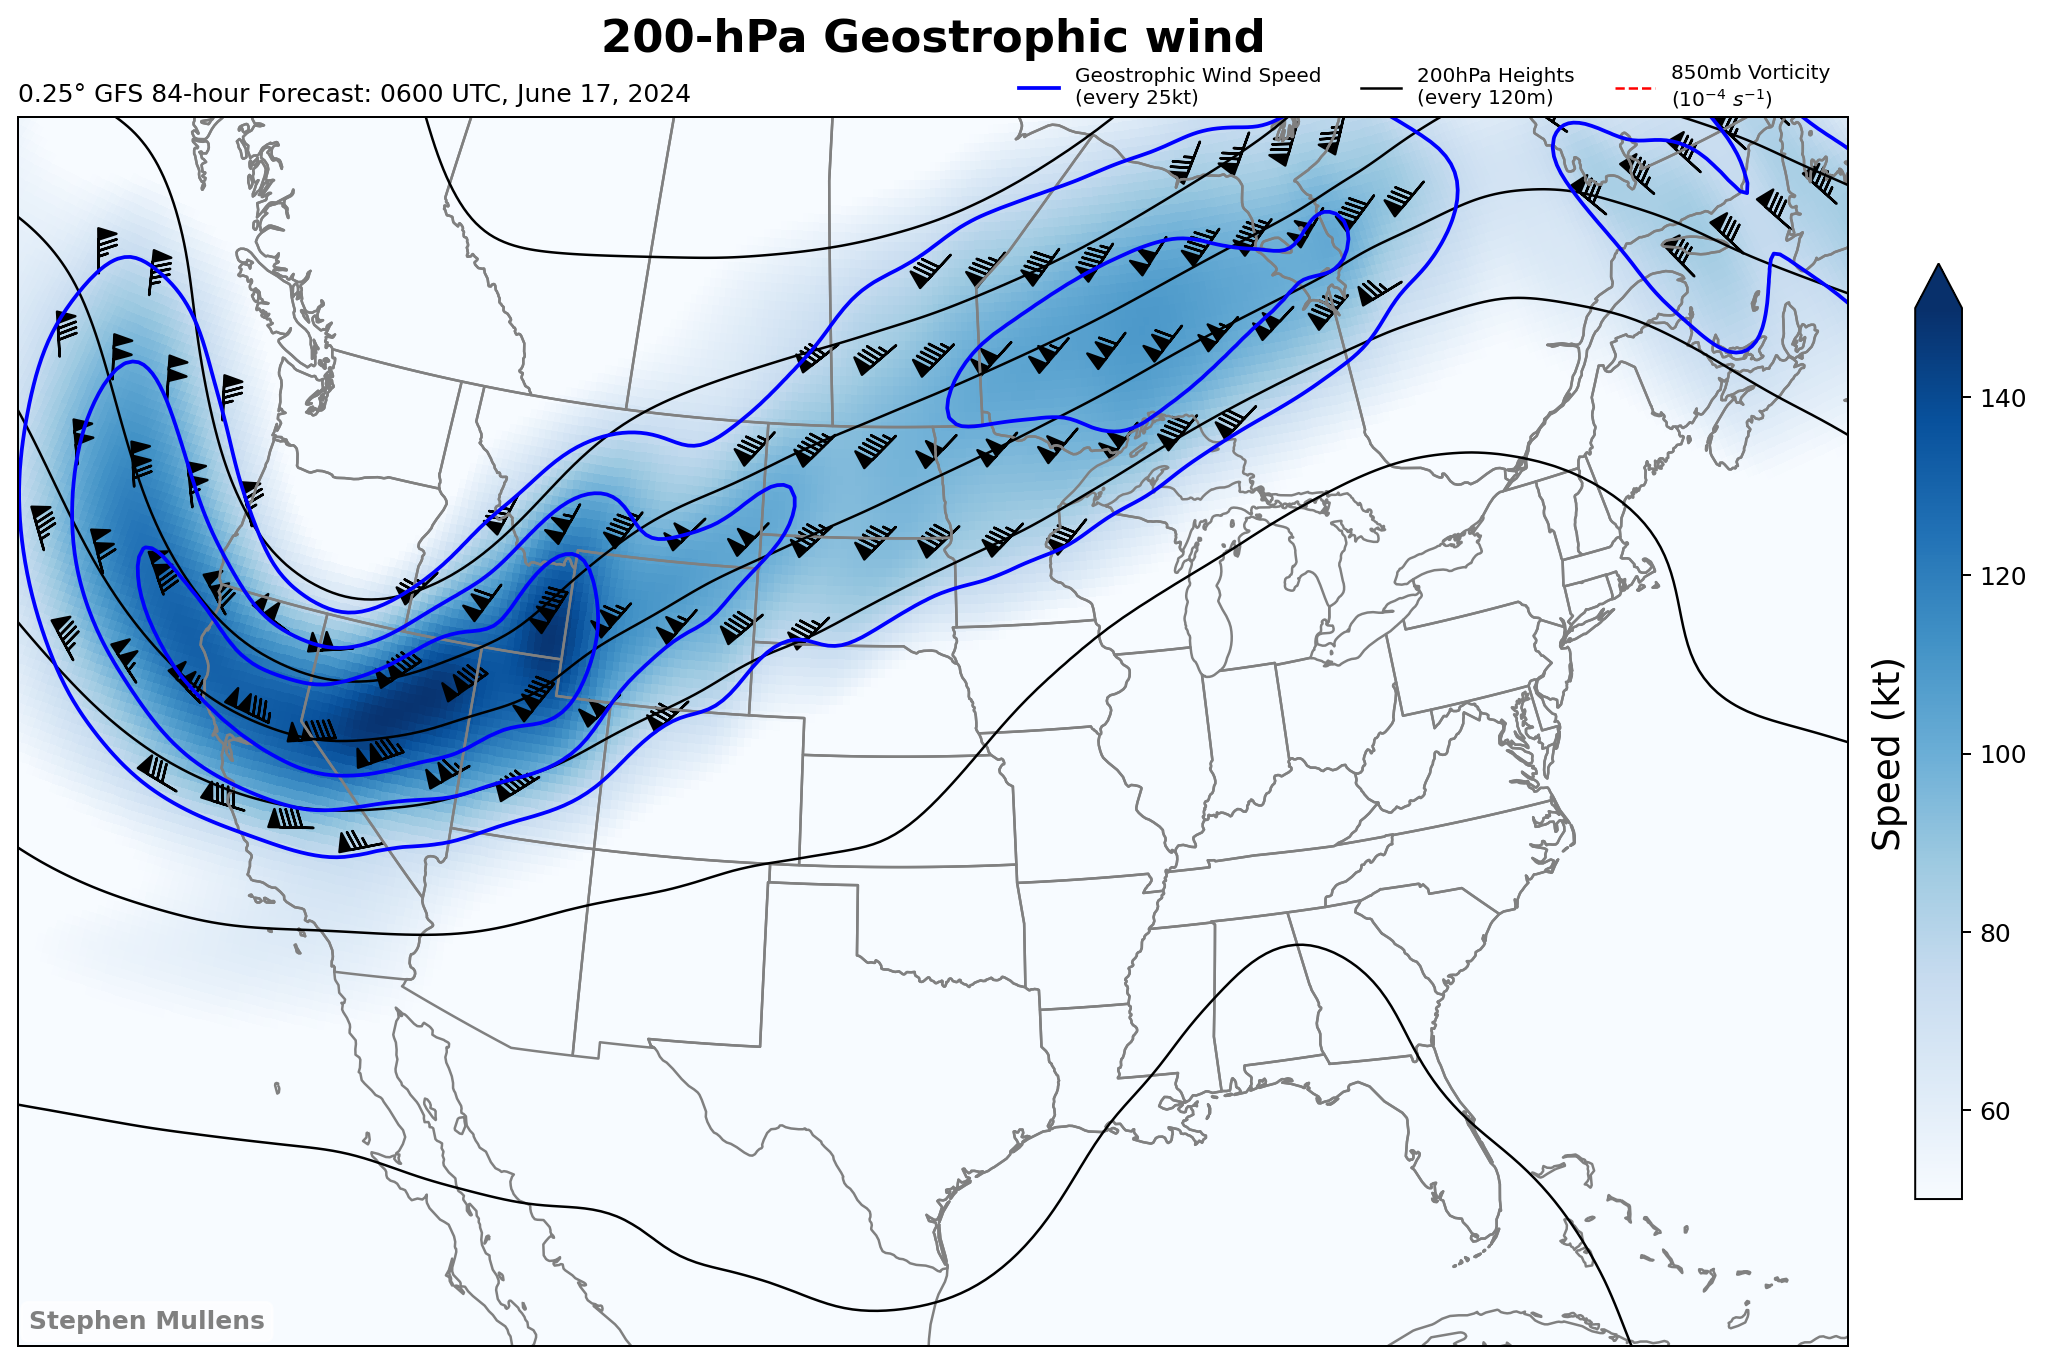 200-hPa Geostrophic wind
0.25° GFS 84-hour Forecast: 0600 UTC, June 17, 2024
Geostrophic Wind Speed
(every 25kt)
200hPa Heights
(every 120m)
850mb Vorticity
(10⁻⁴ s⁻¹)
140
120
100
80
60
Speed (kt)
Stephen Mullens